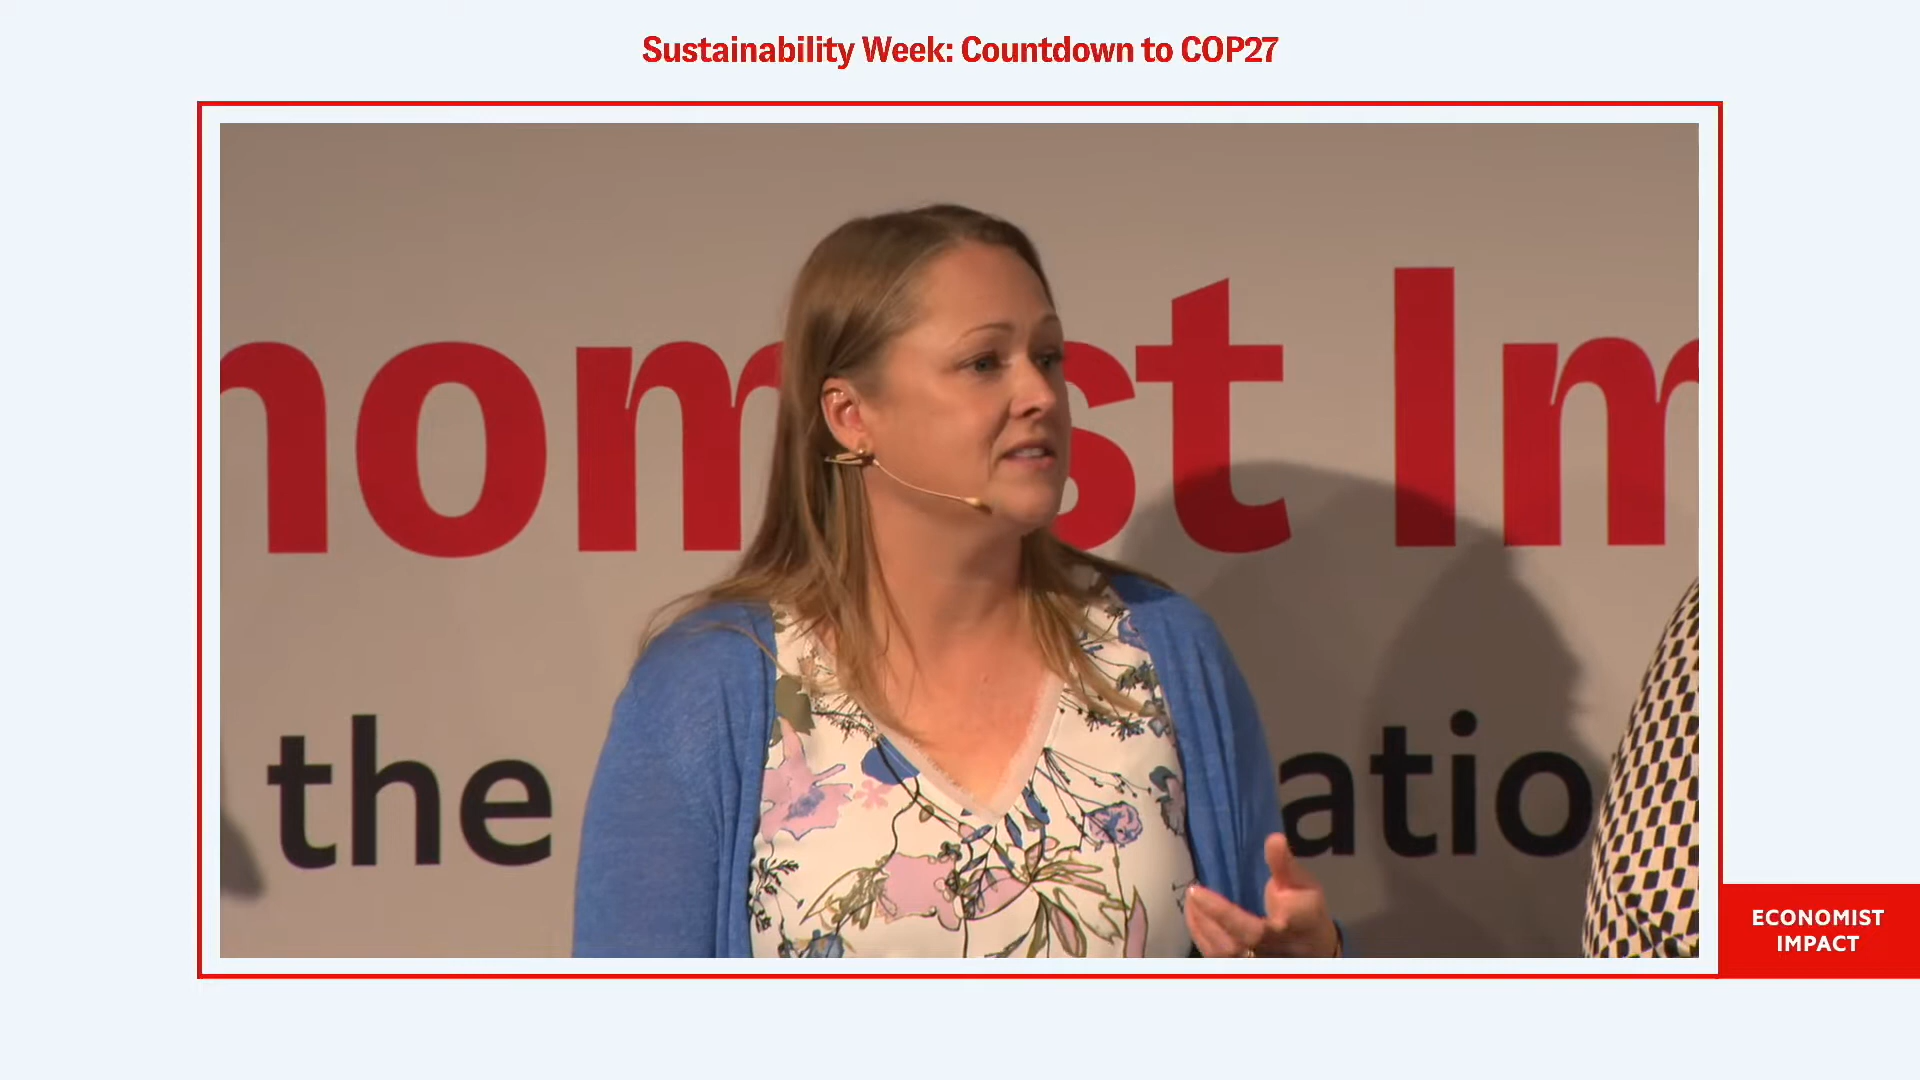 Sustainability Week: Countdown to COP27
nom st Im
the atio
ECONOMIST
IMPACT